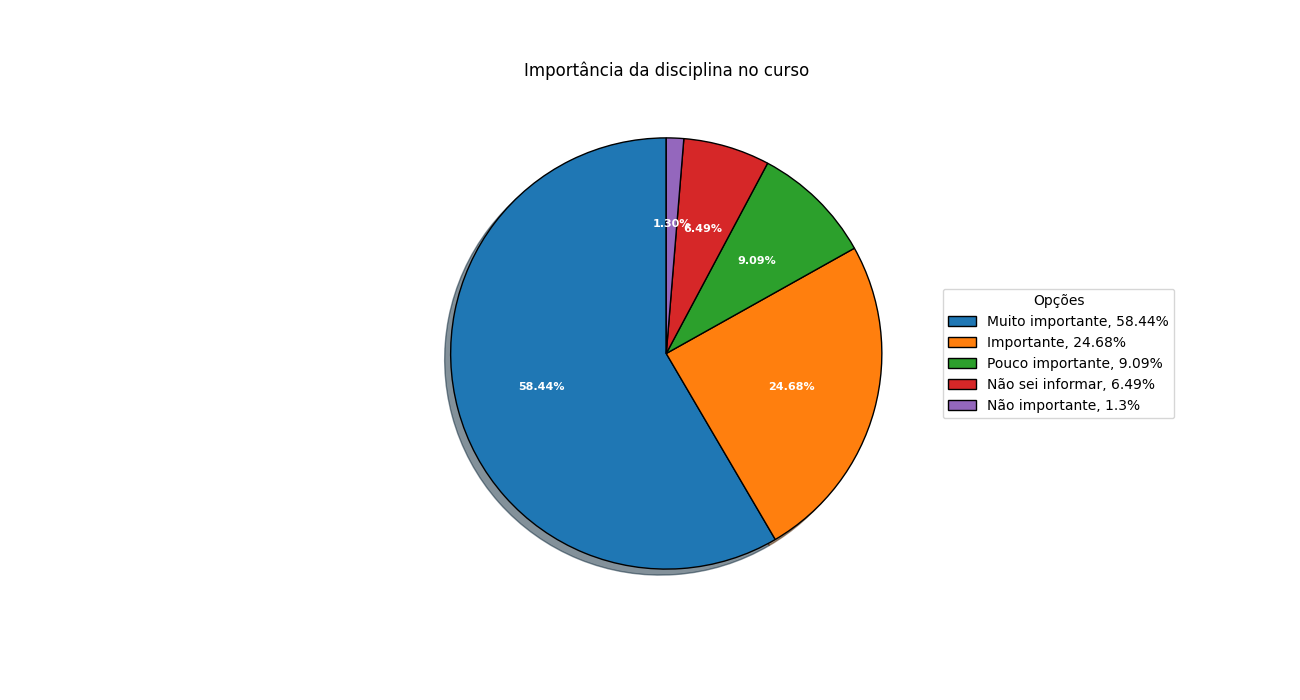 Importância da disciplina no curso
1.30%
6.49%
9.09%
58.44%
24.68%
Opções
Muito importante, 58.44%
Importante, 24.68%
Pouco importante, 9.09%
Não sei informar, 6.49%
Não importante, 1.3%